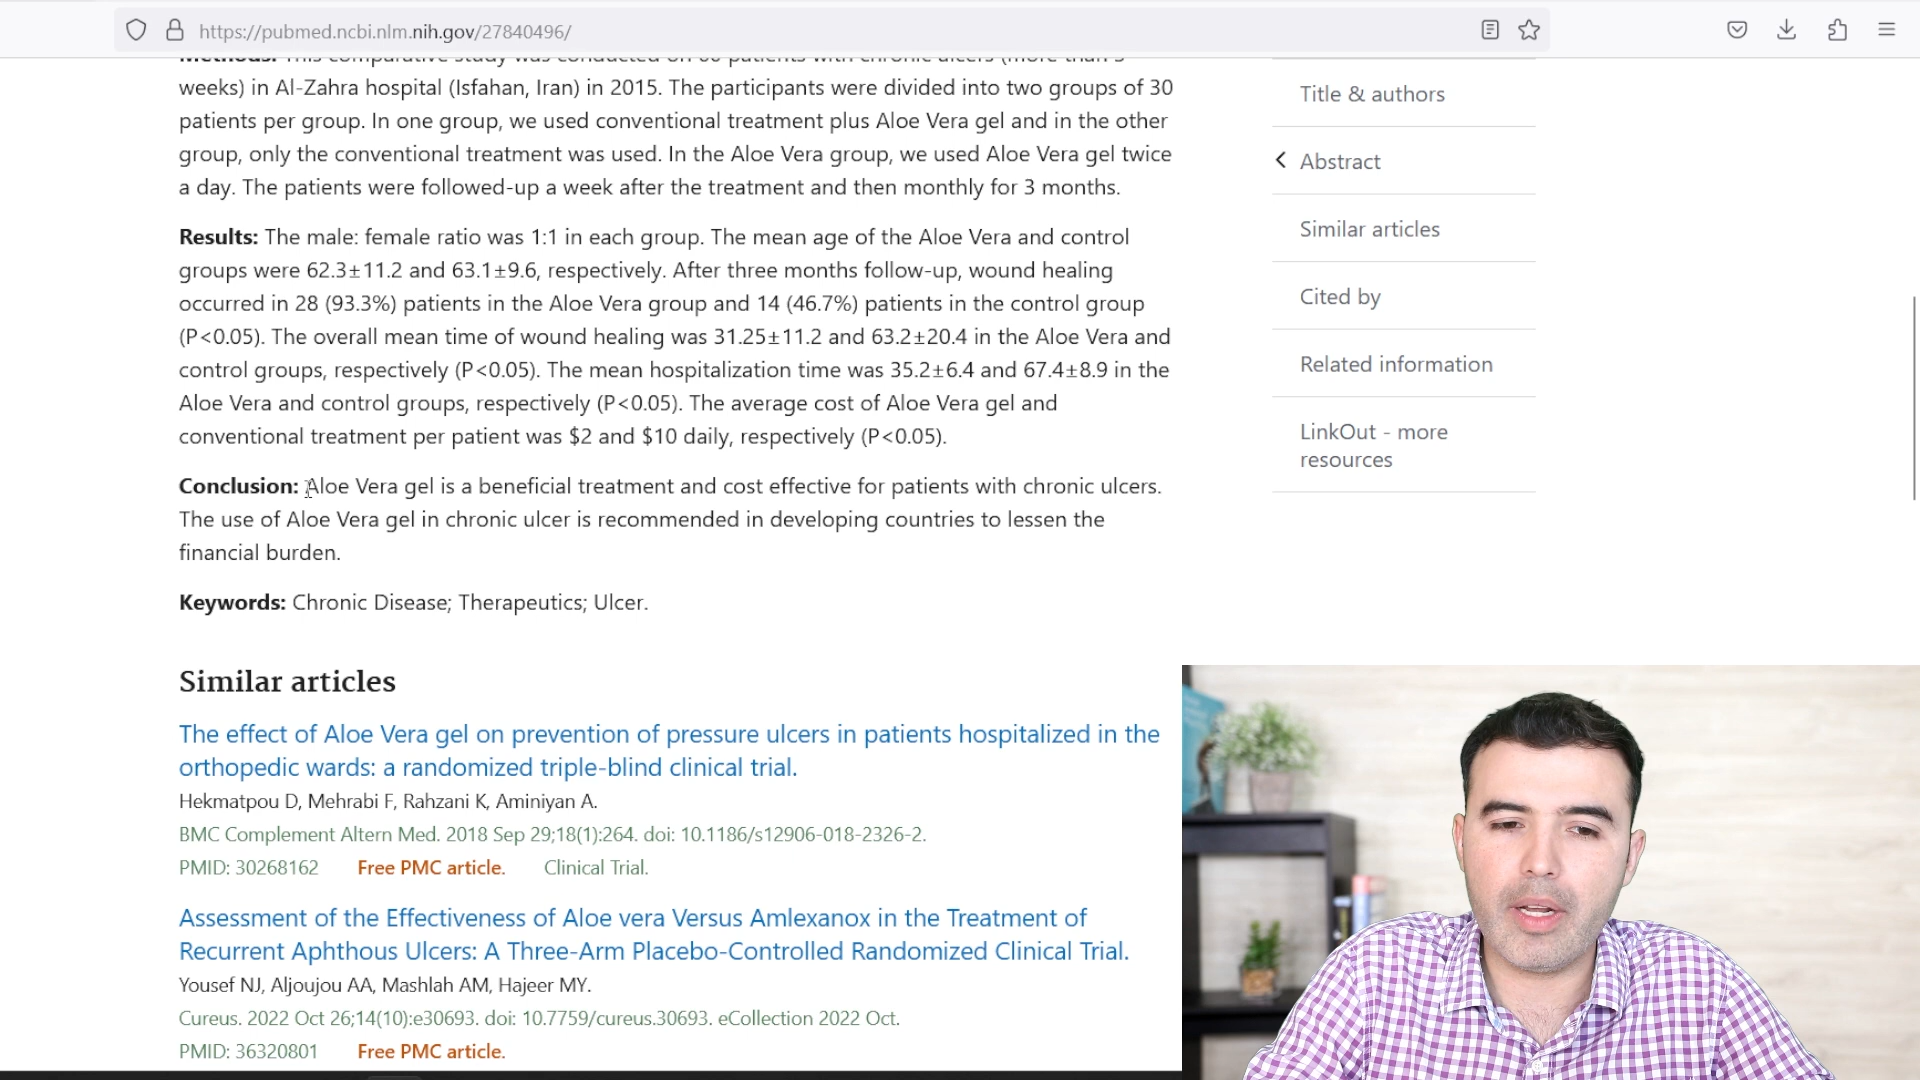 https://pubmed.ncbi.nlm.nih.gov/27840496/
Methods: This comparative study was conducted on 60 patients with chronic ulcers (more than 3
weeks) in Al-Zahra hospital (Isfahan, Iran) in 2015. The participants were divided into two groups of 30
patients per group. In one group, we used conventional treatment plus Aloe Vera gel and in the other
group, only the conventional treatment was used. In the Aloe Vera group, we used Aloe Vera gel twice
a day. The patients were followed-up a week after the treatment and then monthly for 3 months.
Results: The male: female ratio was 1:1 in each group. The mean age of the Aloe Vera and control
groups were 62.3±11.2 and 63.1±9.6, respectively. After three months follow-up, wound healing
occurred in 28 (93.3%) patients in the Aloe Vera group and 14 (46.7%) patients in the control group
(P<0.05). The overall mean time of wound healing was 31.25±11.2 and 63.2±20.4 in the Aloe Vera and
control groups, respectively (P<0.05). The mean hospitalization time was 35.2±6.4 and 67.4±8.9 in the
Aloe Vera and control groups, respectively (P<0.05). The average cost of Aloe Vera gel and
conventional treatment per patient was $2 and $10 daily, respectively (P<0.05).
Conclusion: Aloe Vera gel is a beneficial treatment and cost effective for patients with chronic ulcers.
The use of Aloe Vera gel in chronic ulcer is recommended in developing countries to lessen the
financial burden.
Keywords: Chronic Disease; Therapeutics; Ulcer.
Similar articles
The effect of Aloe Vera gel on prevention of pressure ulcers in patients hospitalized in the
orthopedic wards: a randomized triple-blind clinical trial.
Hekmatpou D, Mehrabi F, Rahzani K, Aminiyan A.
BMC Complement Altern Med. 2018 Sep 29;18(1):264. doi: 10.1186/s12906-018-2326-2.
PMID: 30268162 Free PMC article. Clinical Trial.
Assessment of the Effectiveness of Aloe vera Versus Amlexanox in the Treatment of
Recurrent Aphthous Ulcers: A Three-Arm Placebo-Controlled Randomized Clinical Trial.
Yousef NJ, Aljoujou AA, Mashlah AM, Hajeer MY.
Cureus. 2022 Oct 26;14(10):e30693. doi: 10.7759/cureus.30693. eCollection 2022 Oct.
PMID: 36320801 Free PMC article.
Title & authors
Abstract
Similar articles
Cited by
Related information
LinkOut - more
resources